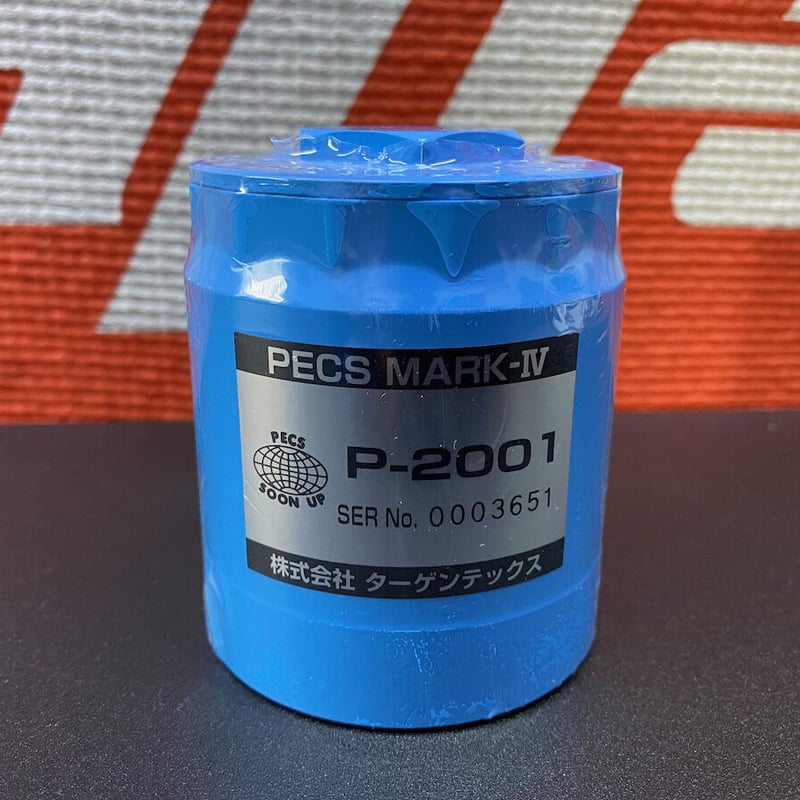 PECS MARK-Ⅳ
PECS
SOON UP
P-2001
SER No. 0003651
株式会社 ターゲンテックス